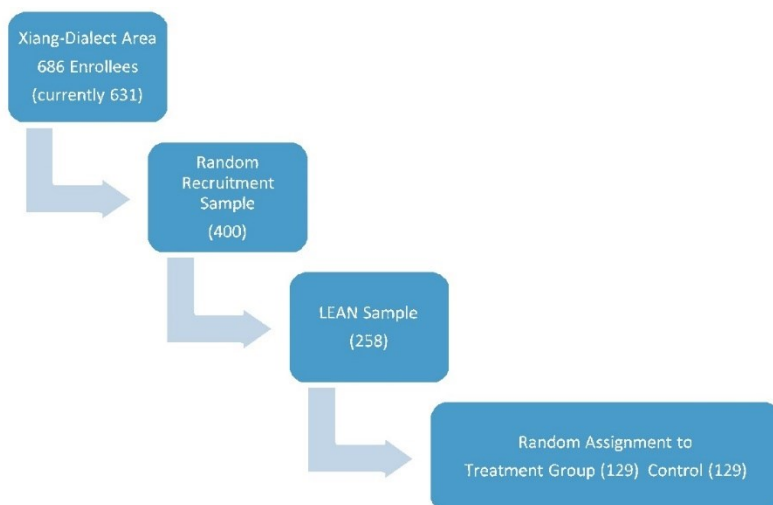 Xiang-Dialect Area
686 Enrollees
(currently 631)
Random
Recruitment
Sample
(400)
LEAN Sample
(258)
Random Assignment to
Treatment Group (129) Control (129)